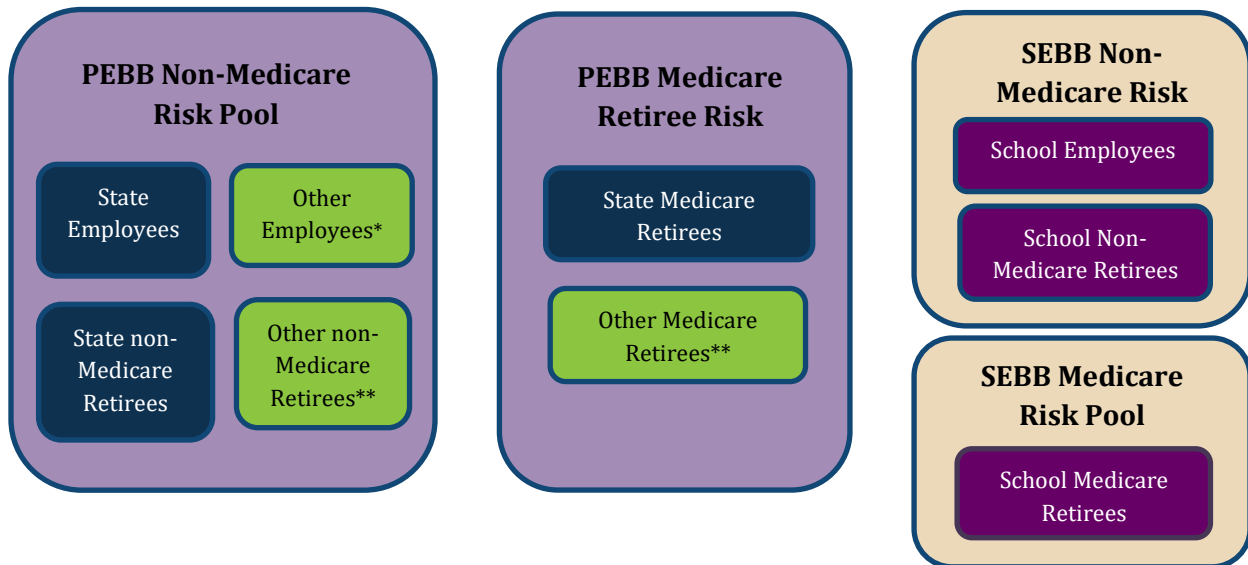 PEBB Non-Medicare
Risk Pool
State
Employees
Other
Employees*
State non-
Medicare
Retirees
Other non-
Medicare
Retirees**
PEBB Medicare
Retiree Risk
State Medicare
Retirees
Other Medicare
Retirees**
SEBB Non-
Medicare Risk
School Employees
School Non-
Medicare Retirees
SEBB Medicare
Risk Pool
School Medicare
Retirees